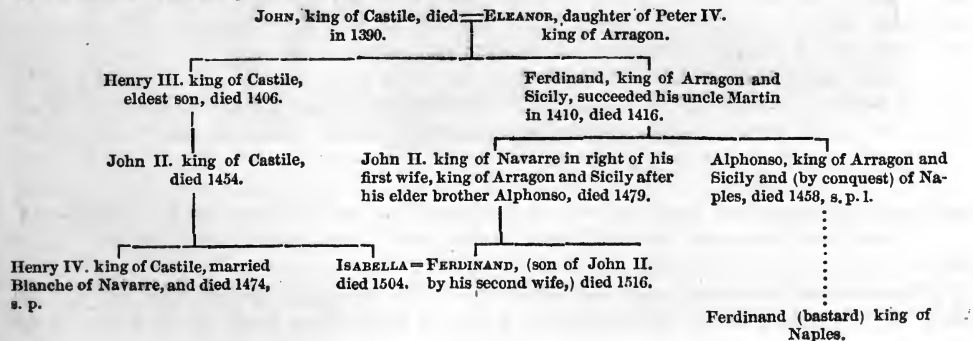 JOHN, king of Castile, died
in 1390.
ELEANOR, daughter of Peter IV.
king of Arragon.
Henry III. king of Castile,
eldest son, died 1406.
Ferdinand, king of Arragon and
Sicily, succeeded his uncle Martin
in 1410, died 1416.
John II. king of Castile,
died 1454.
John II. king of Navarre in right of his
first wife, king of Arragon and Sicily after
his elder brother Alphonso, died 1479.
Alphonso, king of Arragon and
Sicily and (by conquest) of Na-
ples, died 1458, s. p. l.
Henry IV. king of Castile, married
Blanche of Navarre, and died 1474,
s. p.
ISABELLA = FERDINAND, (son of John II.
died 1504. by his second wife,) died 1516.
Ferdinand (bastard) king of
Naples.